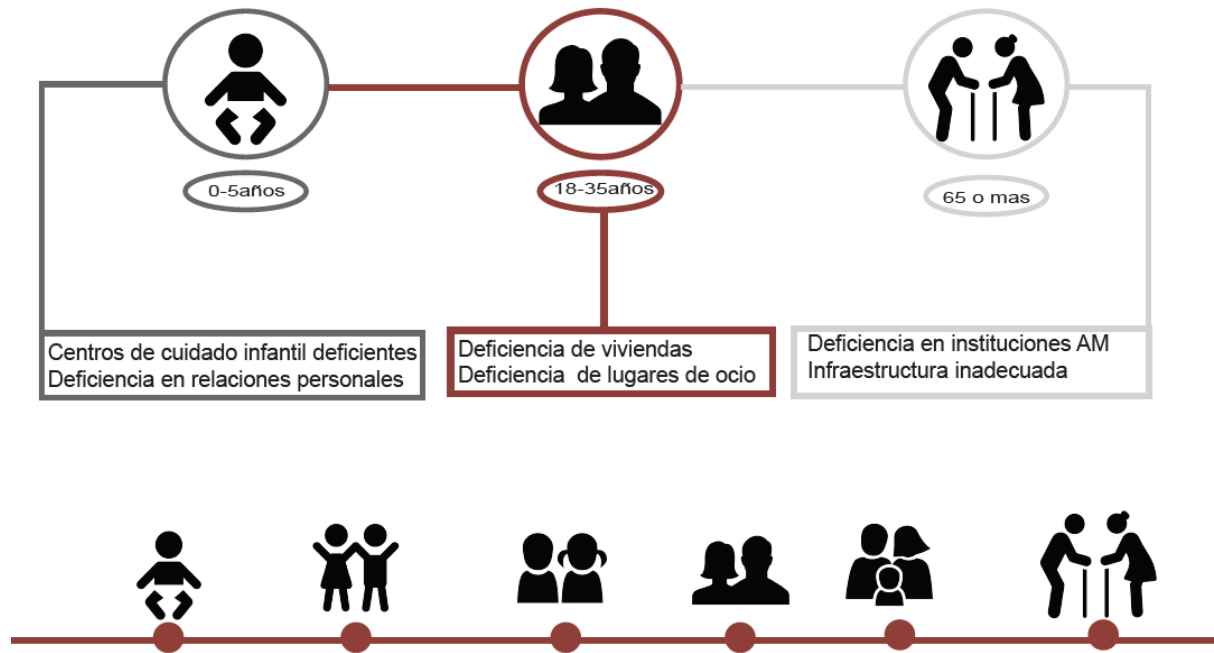 0-5años
18-35años
65 o mas
Centros de cuidado infantil deficientes
Deficiencia en relaciones personales
Deficiencia de viviendas
Deficiencia de lugares de ocio
Deficiencia en instituciones AM
Infraestructura inadecuada